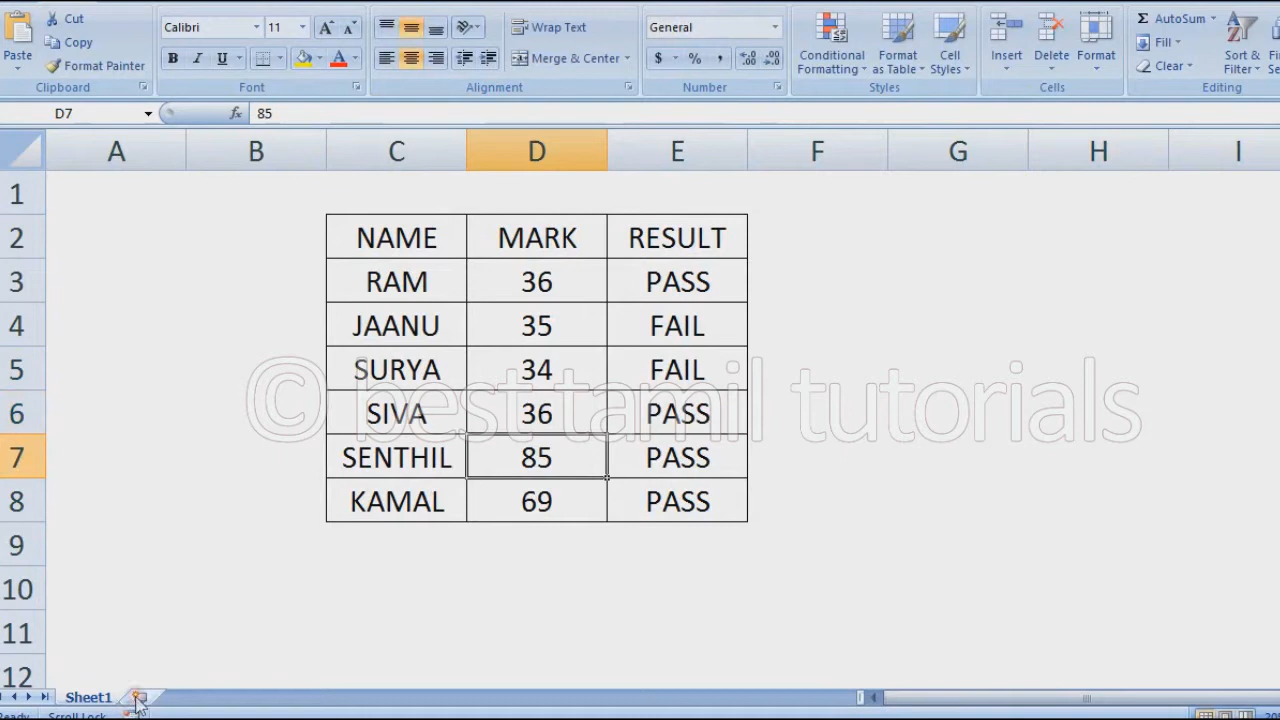 Cut
Calibri 11
Wrap Text
General
AutoSum
Copy
Fill
Paste
Format Painter
B I U
Merge & Center
$ % ,
Conditional Formatting
Format as Table
Cell Styles
Insert
Delete
Format
Clear
Sort & Filter
Clipboard
Font
Alignment
Number
Styles
Cells
Editing
D7
fx 85
A B C D E F G H I
1
2 NAME MARK RESULT
3 RAM 36 PASS
4 JAANU 35 FAIL
5 SURYA 34 FAIL
6 SIVA 36 PASS
7 SENTHIL 85 PASS
8 KAMAL 69 PASS
© best tamil tutorials
9
10
11
12
Sheet1
Ready Scroll Lock